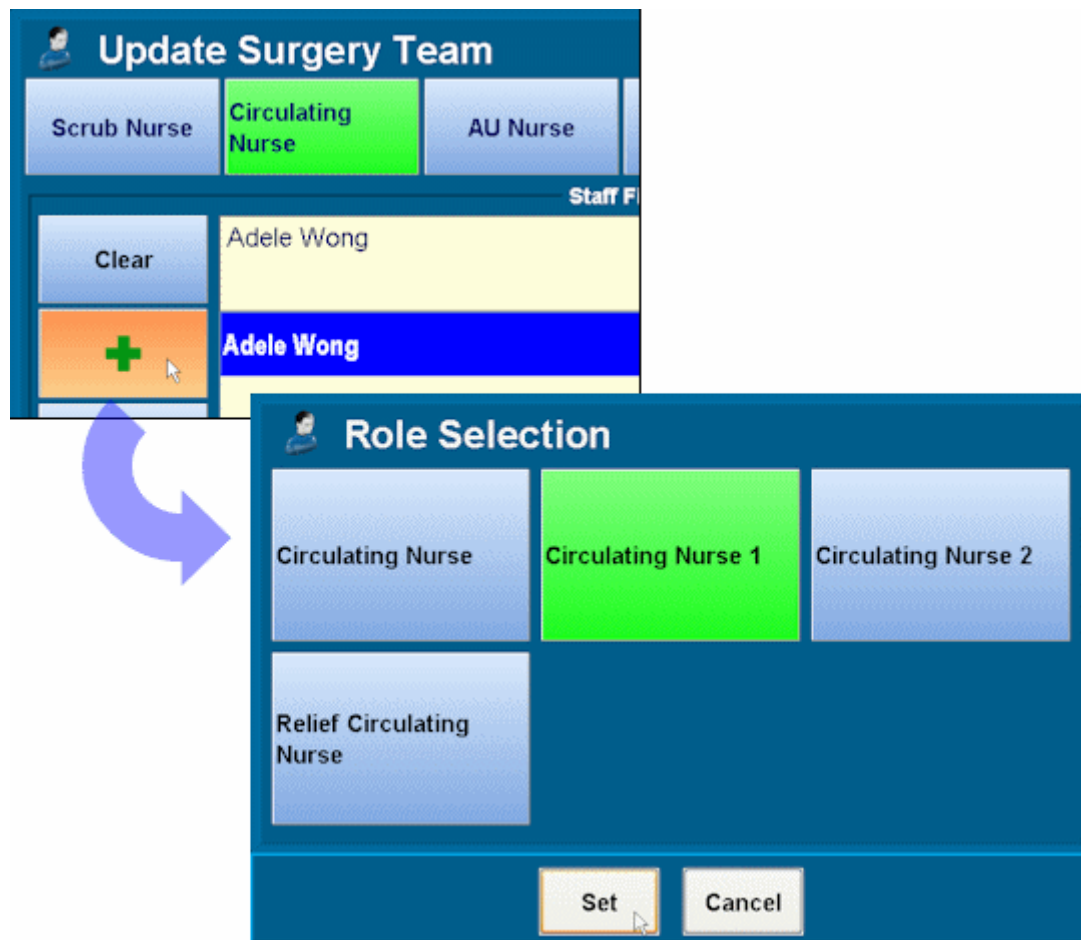 Update Surgery Team
Scrub Nurse
Circulating
Nurse
AU Nurse
Staff
Clear
Adele Wong
Adele Wong
Role Selection
Circulating Nurse
Circulating Nurse 1
Circulating Nurse 2
Relief Circulating
Nurse
Set
Cancel